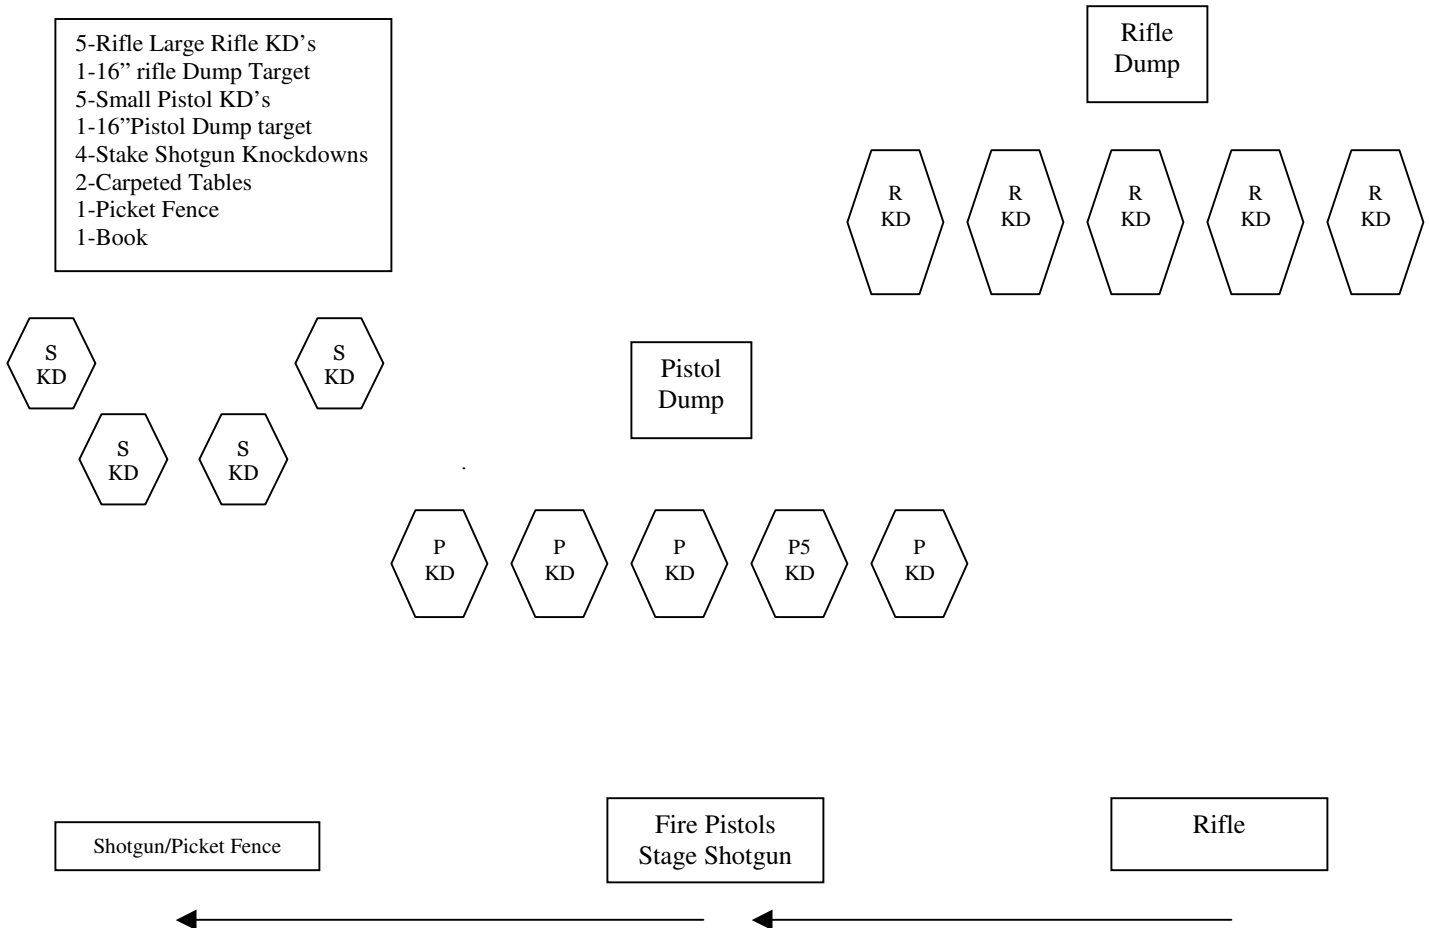 5-Rifle Large Rifle KD’s
1-16” rifle Dump Target
5-Small Pistol KD’s
1-16”Pistol Dump target
4-Stake Shotgun Knockdowns
2-Carpeted Tables
1-Picket Fence
1-Book
Rifle
Dump
R
KD
R
KD
R
KD
R
KD
R
KD
S
KD
S
KD
S
KD
S
KD
Pistol
Dump
P
KD
P
KD
P
KD
P5
KD
P
KD
Shotgun/Picket Fence
Fire Pistols
Stage Shotgun
Rifle